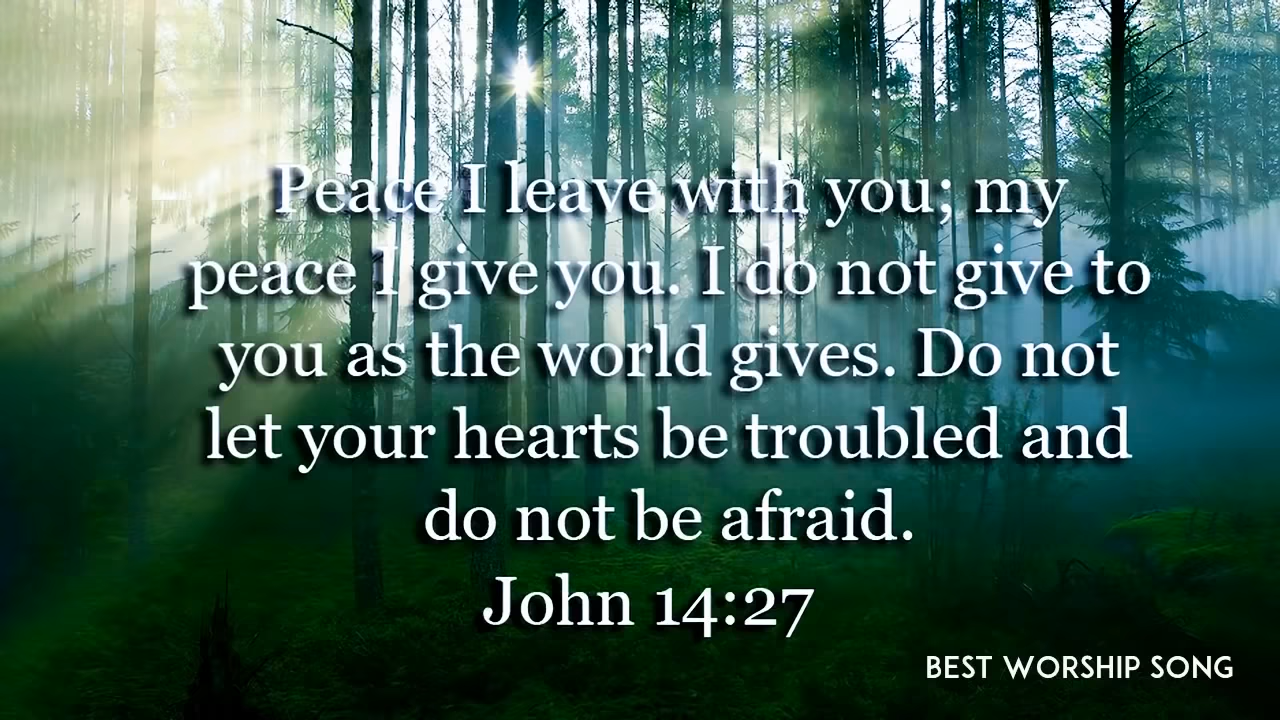 Peace I leave with you; my
peace I give you. I do not give to
you as the world gives. Do not
let your hearts be troubled and
do not be afraid.
John 14:27
BEST WORSHIP SONG